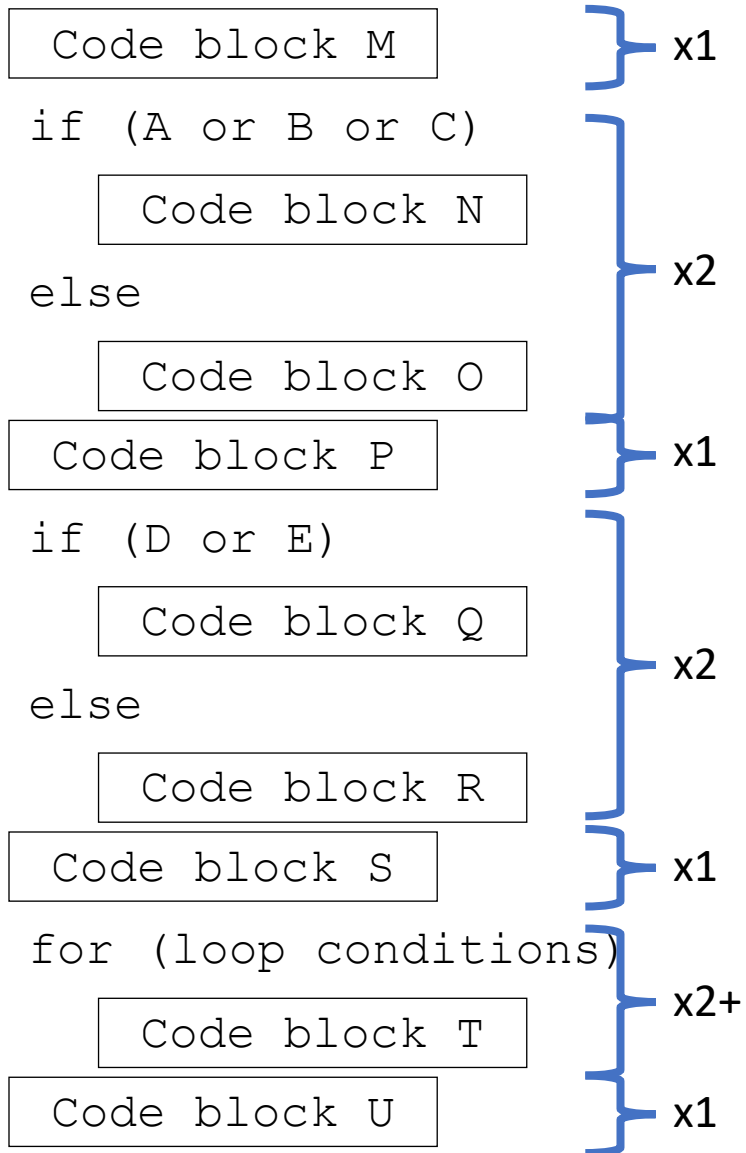 Code block M x1
if (A or B or C)
Code block N
x2
else
Code block O
Code block P x1
if (D or E)
Code block Q
x2
else
Code block R
Code block S x1
for (loop conditions)
x2+
Code block T
Code block U x1